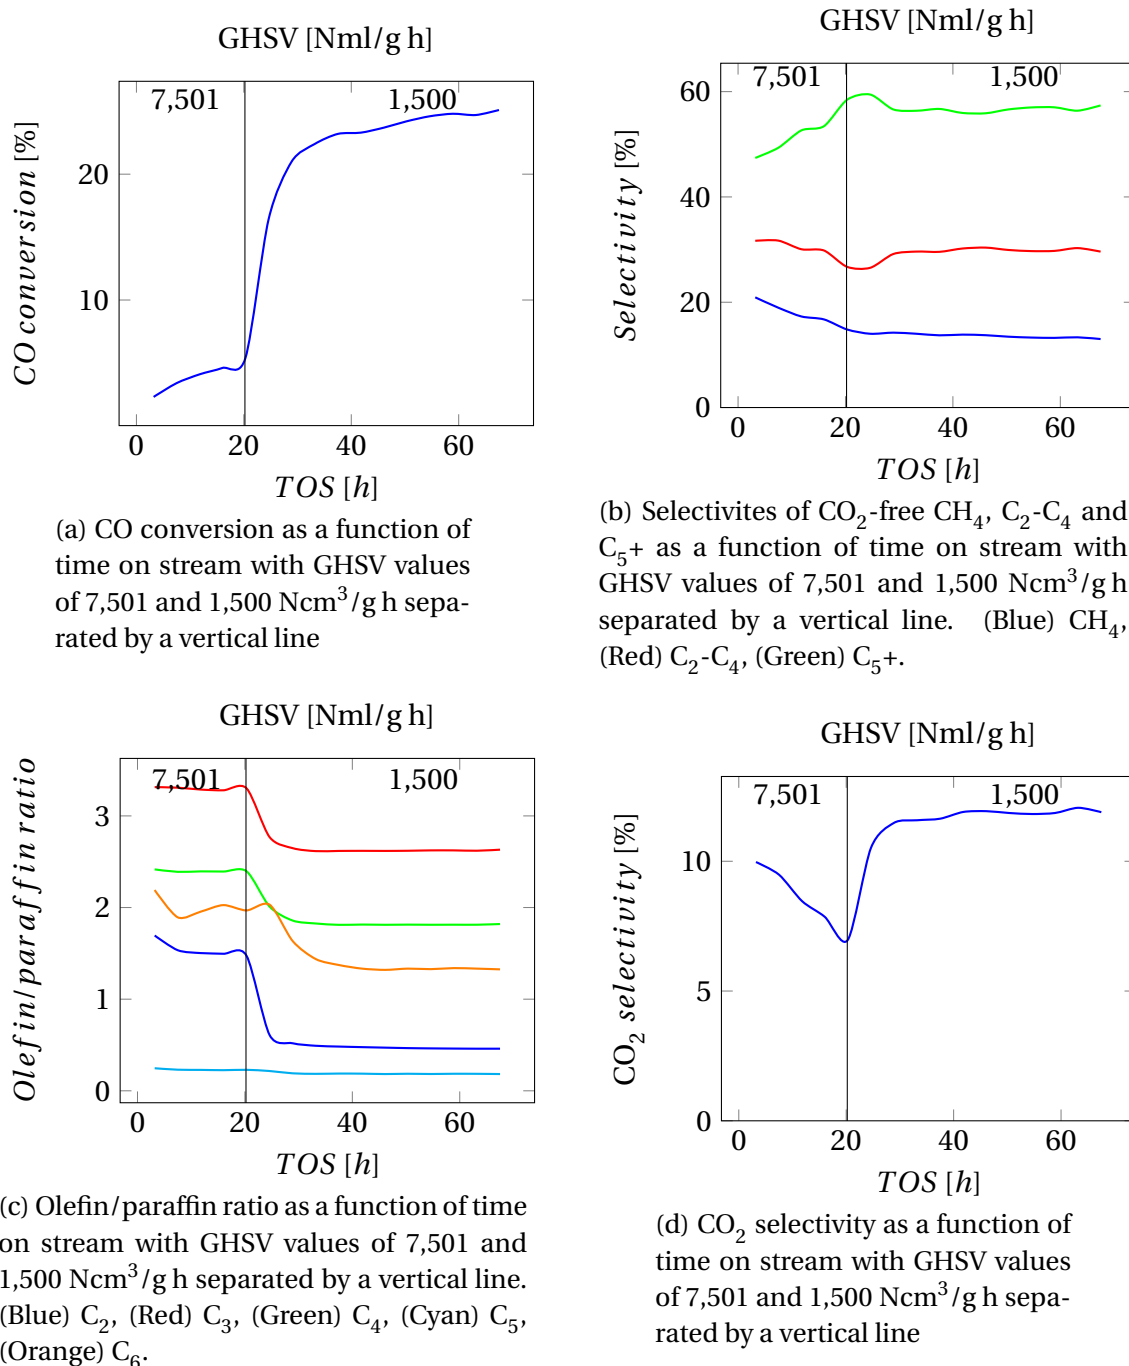 GHSV [Nml/g h]
7,501 1,500
20
10
CO conversion [%]
0 20 40 60
TOS [h]
(a) CO conversion as a function of
time on stream with GHSV values
of 7,501 and 1,500 Ncm³/g h sepa-
rated by a vertical line
GHSV [Nml/g h]
7,501 1,500
60
40
20
0
Selectivity [%]
0 20 40 60
TOS [h]
(b) Selectivites of CO₂-free CH₄, C₂-C₄ and
C₅+ as a function of time on stream with
GHSV values of 7,501 and 1,500 Ncm³/g h
separated by a vertical line. (Blue) CH₄,
(Red) C₂-C₄, (Green) C₅+.
GHSV [Nml/g h]
7,501 1,500
3
2
1
0
Olefin/paraffin ratio
0 20 40 60
TOS [h]
(c) Olefin/paraffin ratio as a function of time
on stream with GHSV values of 7,501 and
1,500 Ncm³/g h separated by a vertical line.
(Blue) C₂, (Red) C₃, (Green) C₄, (Cyan) C₅,
(Orange) C₆.
GHSV [Nml/g h]
7,501 1,500
10
5
0
CO₂ selectivity [%]
0 20 40 60
TOS [h]
(d) CO₂ selectivity as a function of
time on stream with GHSV values
of 7,501 and 1,500 Ncm³/g h sepa-
rated by a vertical line